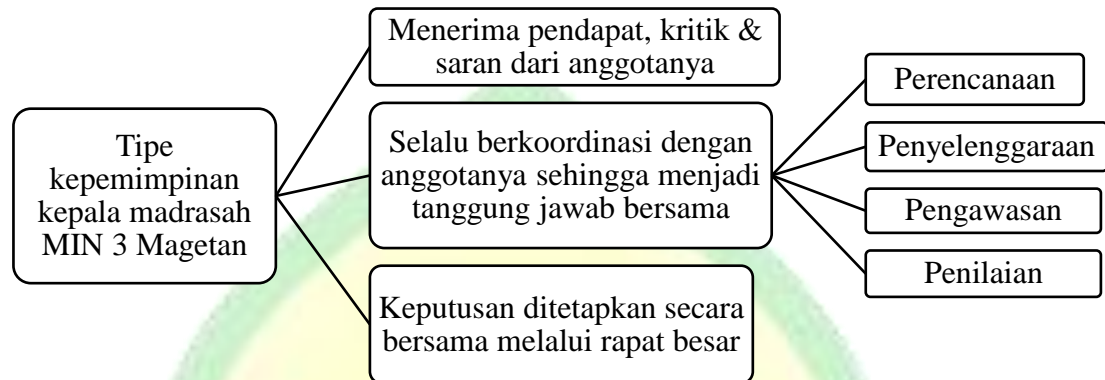 Tipe
kepemimpinan
kepala madrasah
MIN 3 Magetan
Menerima pendapat, kritik &
saran dari anggotanya
Selalu berkoordinasi dengan
anggotanya sehingga menjadi
tanggung jawab bersama
Keputusan ditetapkan secara
bersama melalui rapat besar
Perencanaan
Penyelenggaraan
Pengawasan
Penilaian